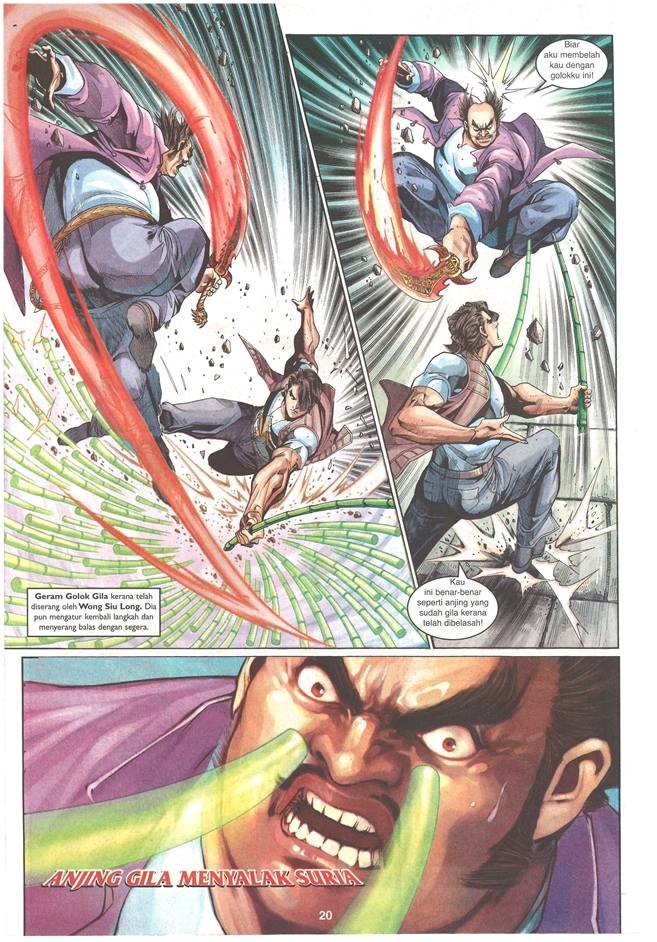 Geram Golok Gila kerana telah
diserang oleh Wong Siu Long. Dia
pun mengatur kembali langkah dan
menyerang balas dengan segera.
Biar
aku membelah
kau dengan
golokku ini!
Kau
ini benar-benar
seperti anjing yang
sudah gila kerana
telah dibelasah!
ANJING GILA MENYALAK SURIA
20